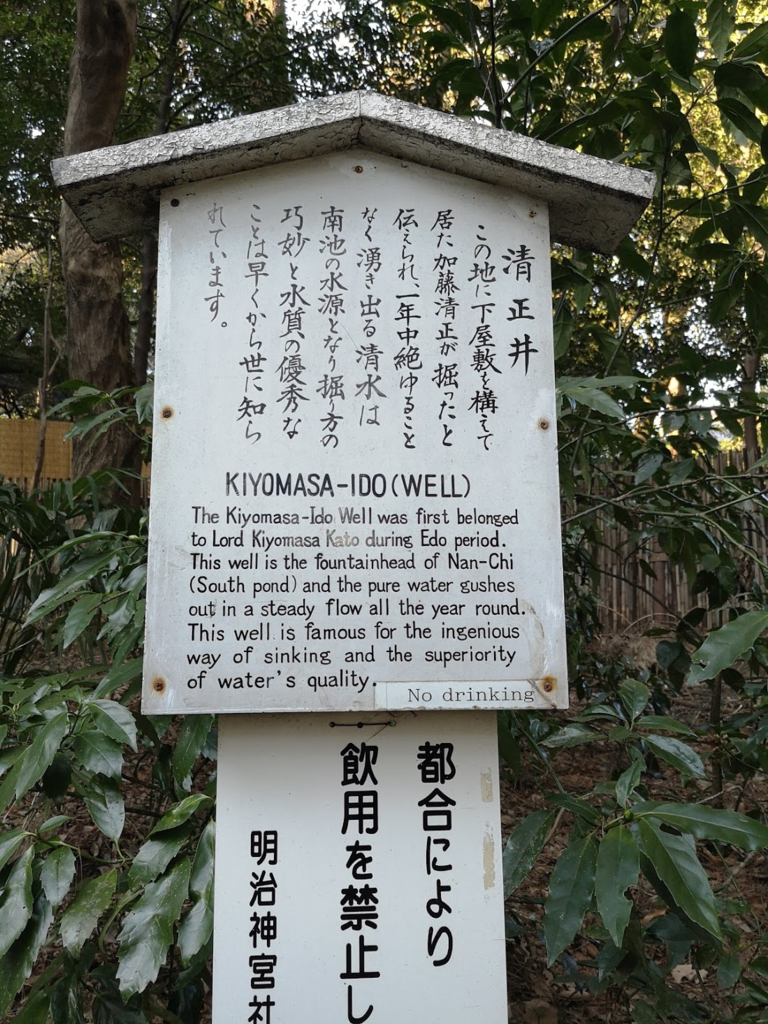 清正井
この地に下屋敷を構えて
居た加藤清正が掘ったと
伝えられ、一年中絶ゆること
なく湧き出る清水は
南池の水源となり掘り方の
巧妙と水質の優秀な
ことは早くから世に知ら
れています。
KIYOMASA-IDO(WELL)
The Kiyomasa-Ido Well was first belonged
to Lord Kiyomasa Kato during Edo period.
This well is the fountainhead of Nan-Chi
(South pond) and the pure water gushes
out in a steady flow all the year round.
This well is famous for the ingenious
way of sinking and the superiority
of water's quality.
No drinking
都合により
飲用を禁止し
明治神宮社